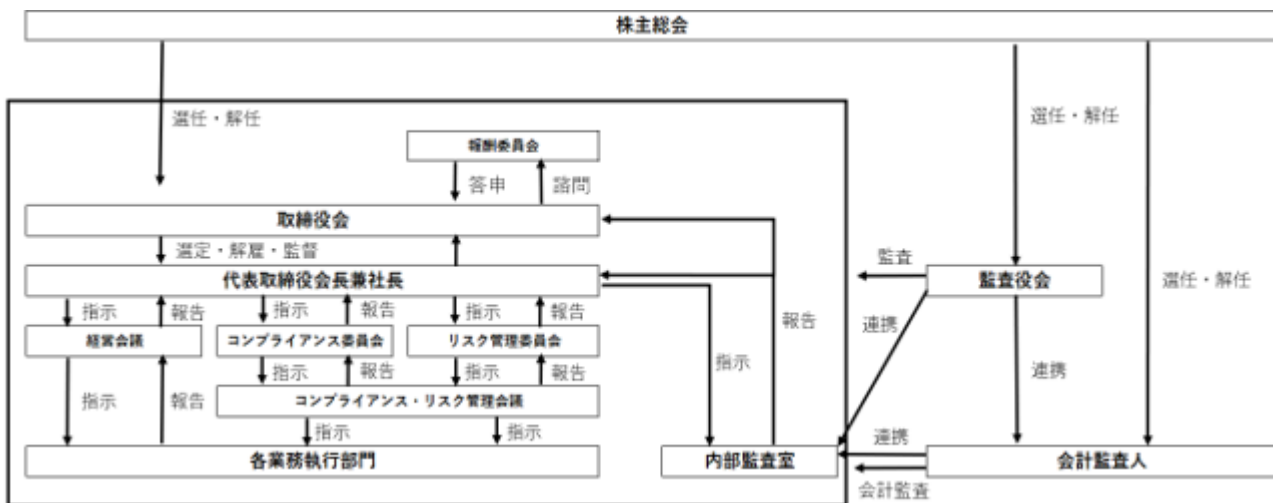 株主総会
選任・解任
選任・解任
報酬委員会
答申
諮問
取締役会
選定・解雇・監督
監査
監査役会
選任・解任
代表取締役会長兼社長
指示
報告
指示
報告
指示
報告
報告
連携
経営会議
コンプライアンス委員会
リスク管理委員会
指示
指示
報告
指示
報告
連携
指示
報告
コンプライアンス・リスク管理会議
指示
指示
連携
各業務執行部門
内部監査室
会計監査人
会計監査